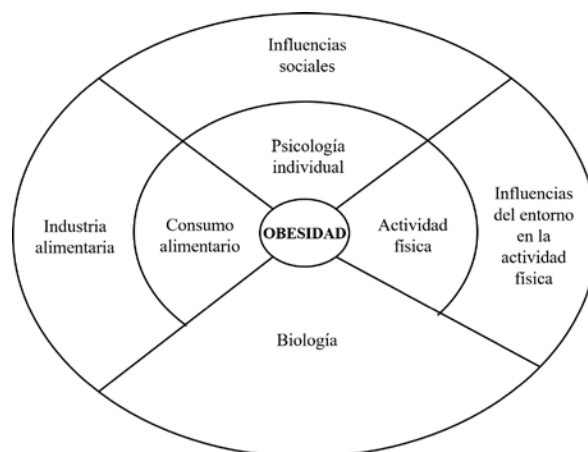 Influencias
sociales
Psicología
individual
Industria
alimentaria
Consumo
alimentario
OBESIDAD
Actividad
física
Influencias
del entorno
en la
actividad
física
Biología